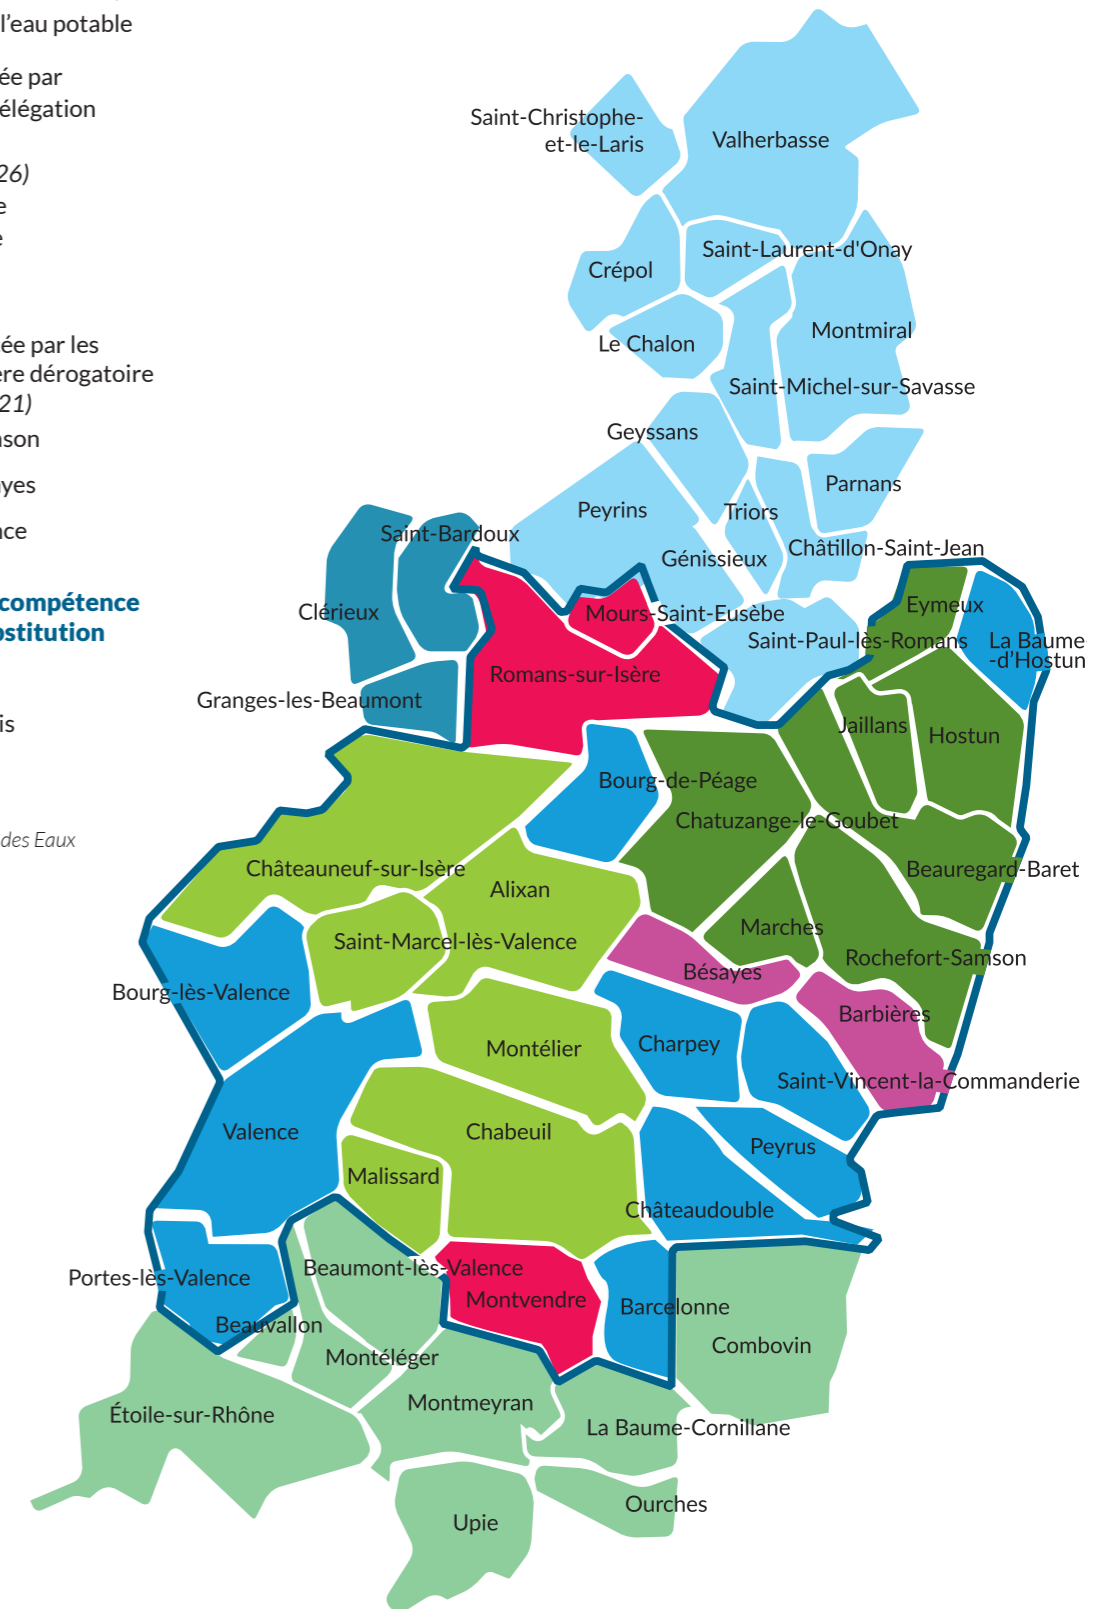 l'eau potable
ée par
élégation
26)
e
e
ée par les
ère dérogatoire
21)
ason
ayes
nce
compétence
bstitution
is
des Eaux
Saint-Christophe-
et-le-Laris
Valherbasse
Saint-Laurent-d'Onay
Crépol
Montmiral
Le Chalon
Saint-Michel-sur-Savasse
Geyssans
Parnans
Peyrins
Triors
Saint-Bardoux
Châtillon-Saint-Jean
Génissieux
Clérieux
Mours-Saint-Eusèbe
Eymeux
Saint-Paul-lès-Romans
La Baume
-d'Hostun
Romans-sur-Isère
Granges-les-Beaumont
Jaillans
Hostun
Bourg-de-Péage
Chatuzange-le-Goubet
Châteauneuf-sur-Isère
Beauregard-Baret
Alixan
Marches
Saint-Marcel-lès-Valence
Rochefort-Samson
Bésayes
Bourg-lès-Valence
Barbières
Montélier
Charpey
Saint-Vincent-la-Commanderie
Valence
Chabeuil
Peyrus
Malissard
Châteaudouble
Beaumont-lès-Valence
Portes-lès-Valence
Montvendre
Barcelonne
Beauvallon
Combovin
Montéléger
Montmeyran
Étoile-sur-Rhône
La Baume-Cornillane
Ourches
Upie